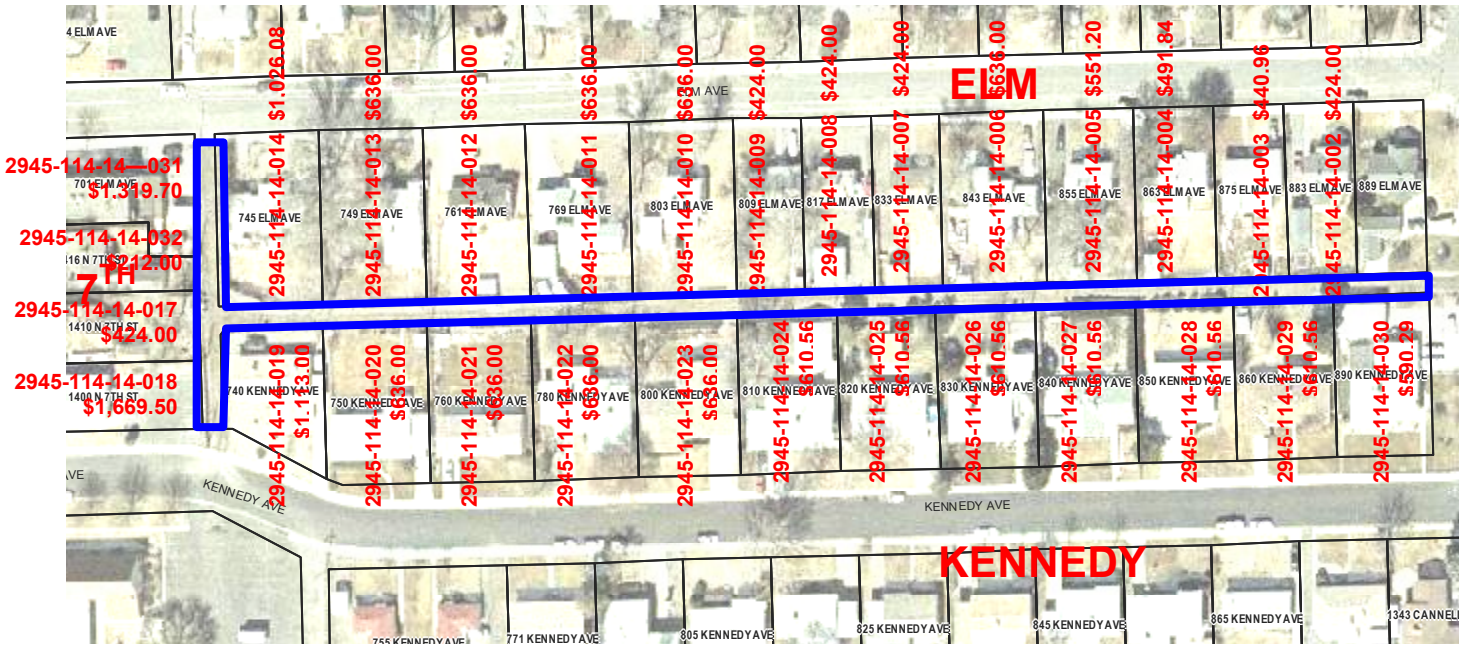 4 ELM AVE
ELM AVE
ELM
2945-114-14-014 $1.026.08
2945-114-14-013 $636.00
2945-114-14-012 $636.00
2945-114-14-011 $636.00
2945-114-14-010 $636.00
2945-114-14-009 $424.00
2945-114-14-008 $424.00
2945-114-14-007 $424.00
2945-114-14-006 $636.00
2945-114-14-005 $551.20
2945-114-14-004 $491.84
2945-114-14-003 $440.96
2945-114-14-002 $424.00
2945-114-14—031
$1.319.70
701 ELM AVE
745 ELM AVE
749 ELM AVE
761 ELM AVE
769 ELM AVE
803 ELM AVE
809 ELM AVE
817 ELM AVE
833 ELM AVE
843 ELM AVE
855 ELM AVE
863 ELM AVE
875 ELM AVE
883 ELM AVE
889 ELM AVE
2945-114-14-032
$212.00
416 N 7TH ST
7TH
2945-114-14-017
1410 N 7TH ST
$424.00
2945-114-14-018
1400 N 7TH ST
$1,669.50
740 KENNEDY AVE
750 KENNEDY AVE
760 KENNEDY AVE
780 KENNEDY AVE
800 KENNEDY AVE
810 KENNEDY AVE
820 KENNEDY AVE
830 KENNEDY AVE
840 KENNEDY AVE
850 KENNEDY AVE
860 KENNEDY AVE
890 KENNEDY AVE
2945-114-14-019 $1.113.00
2945-114-14-020 $636.00
2945-114-14-021 $636.00
2945-114-14-022 $636.00
2945-114-14-023 $636.00
2945-114-14-024 $610.56
2945-114-14-025 $610.56
2945-114-14-026 $610.56
2945-114-14-027 $610.56
2945-114-14-028 $610.56
2945-114-14-029 $610.56
2945-114-14-030 $590.29
AVE
KENNEDY AVE
KENNEDY AVE
KENNEDY
755 KENNEDY AVE
771 KENNEDY AVE
805 KENNEDY AVE
825 KENNEDY AVE
845 KENNEDY AVE
865 KENNEDY AVE
1343 CANNELL